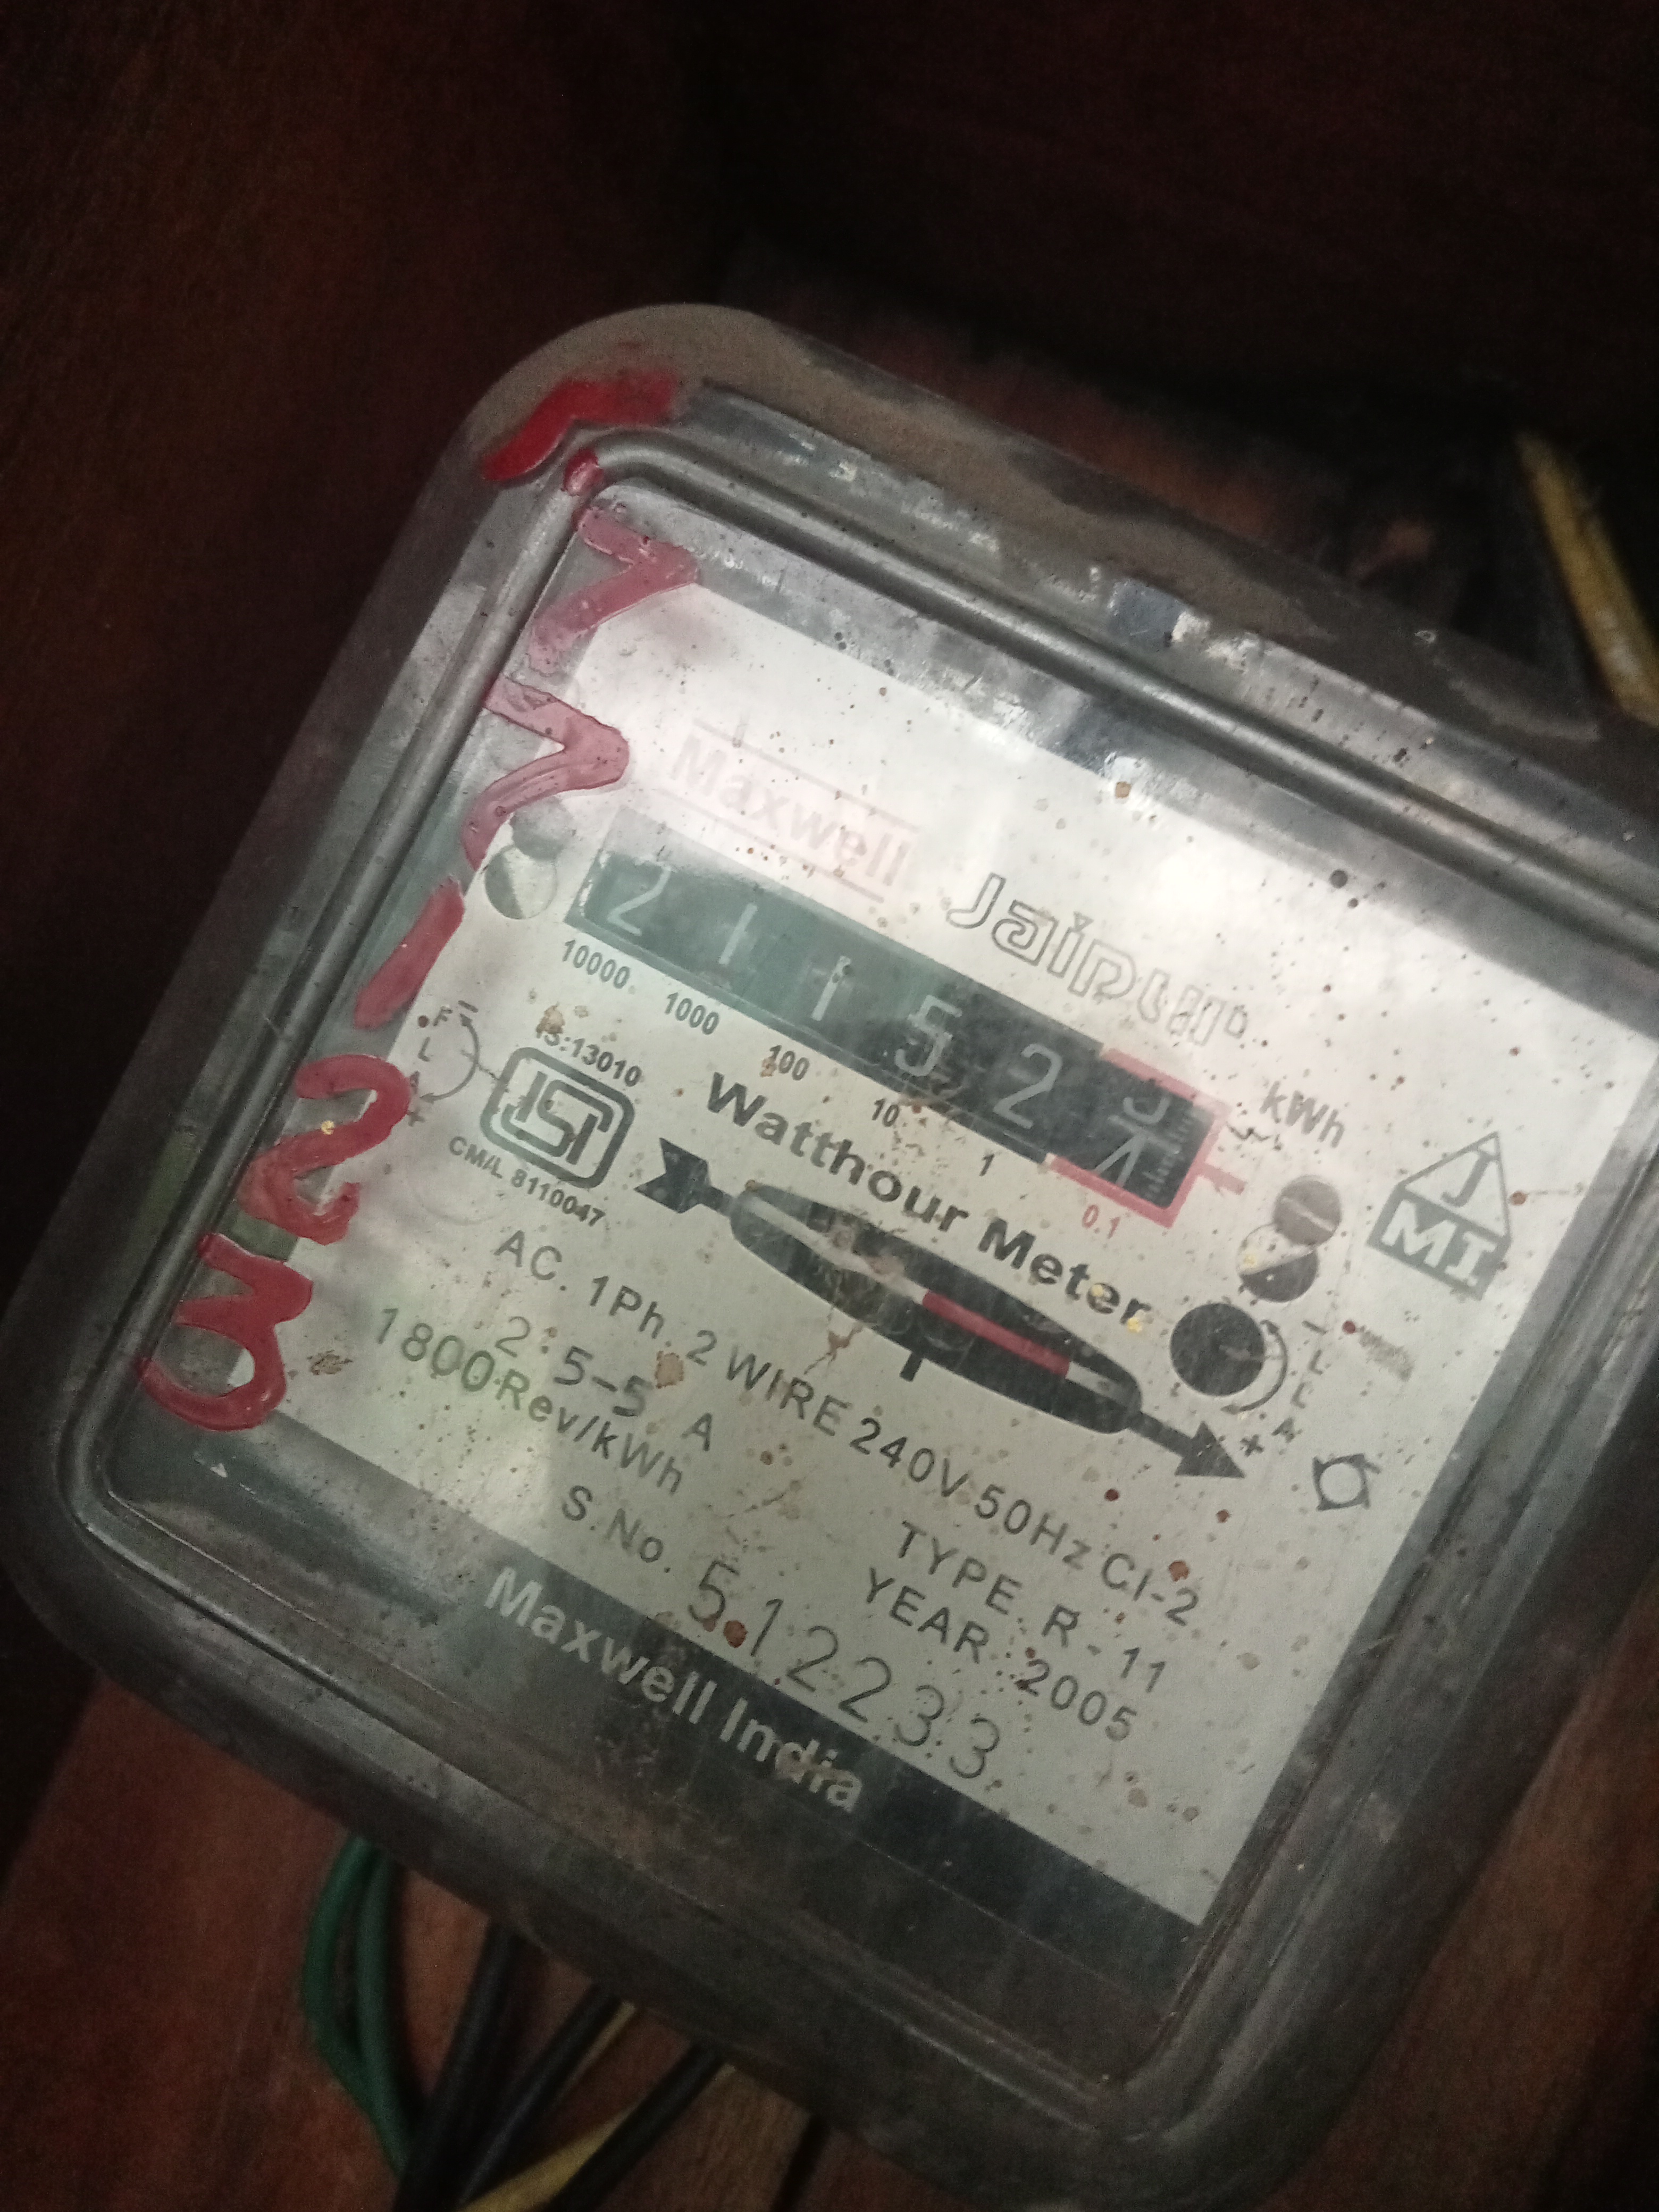 Maxwell
Jaipur
2 1 1 5 2
kWh
10000 1000 100 10 1 0.1
IS:13010
ISI
CM/L 8110047
Watthour Meter
J
MI
F
L
A
+
AC. 1Ph. 2 WIRE 240V 50Hz Cl-2
2.5-5 A
TYPE R-11
1800 Rev/kWh
YEAR 2005
S.No. 512233
Maxwell India